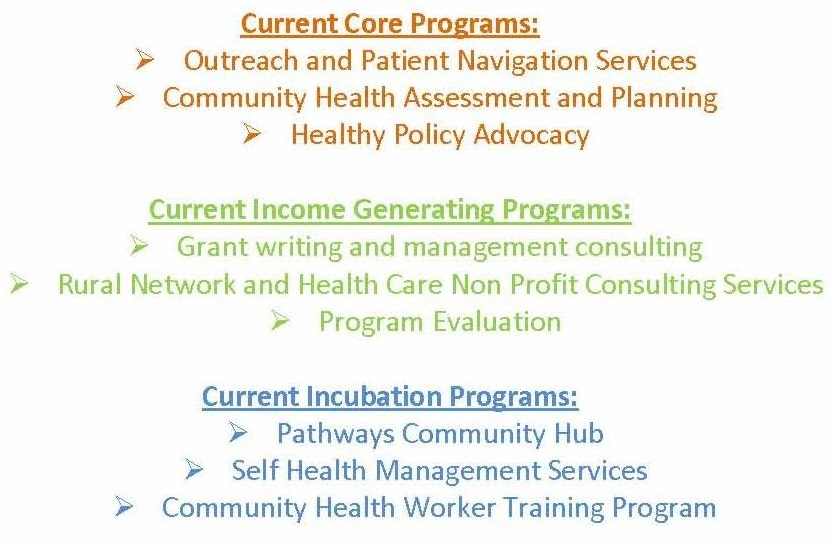 Current Core Programs:
➢ Outreach and Patient Navigation Services
➢ Community Health Assessment and Planning
➢ Healthy Policy Advocacy
Current Income Generating Programs:
➢ Grant writing and management consulting
➢ Rural Network and Health Care Non Profit Consulting Services
➢ Program Evaluation
Current Incubation Programs:
➢ Pathways Community Hub
➢ Self Health Management Services
➢ Community Health Worker Training Program